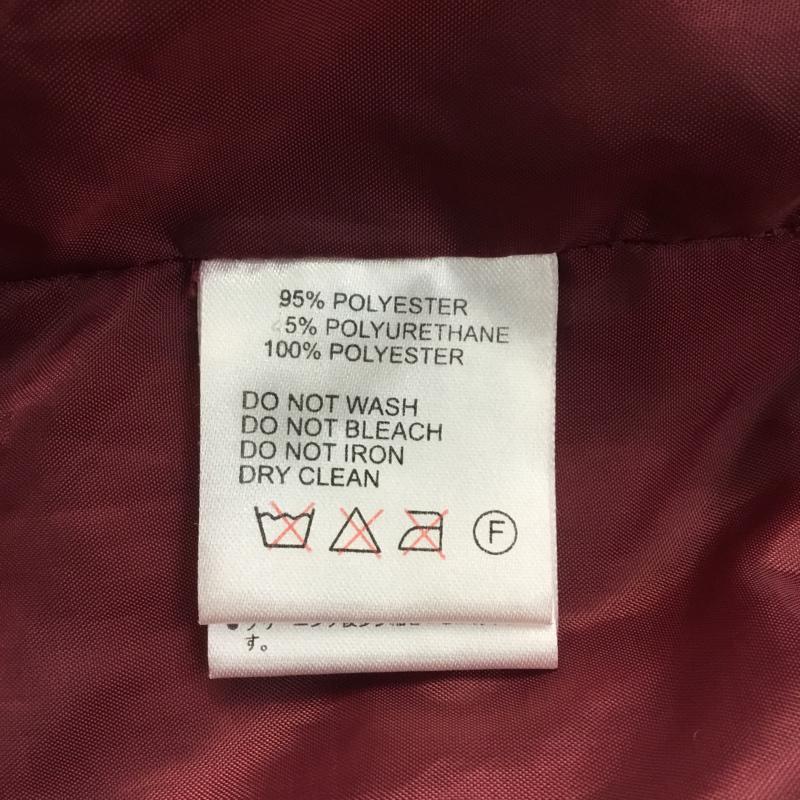 95% POLYESTER
5% POLYURETHANE
100% POLYESTER
DO NOT WASH
DO NOT BLEACH
DO NOT IRON
DRY CLEAN
F
す。